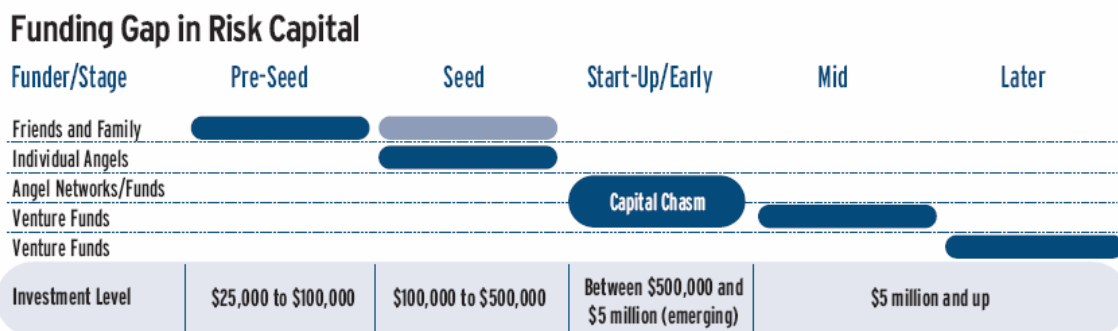 Funding Gap in Risk Capital
Funder/Stage Pre-Seed Seed Start-Up/Early Mid Later
Friends and Family
Individual Angels
Angel Networks/Funds
Capital Chasm
Venture Funds
Venture Funds
Investment Level $25,000 to $100,000 $100,000 to $500,000 Between $500,000 and $5 million (emerging) $5 million and up